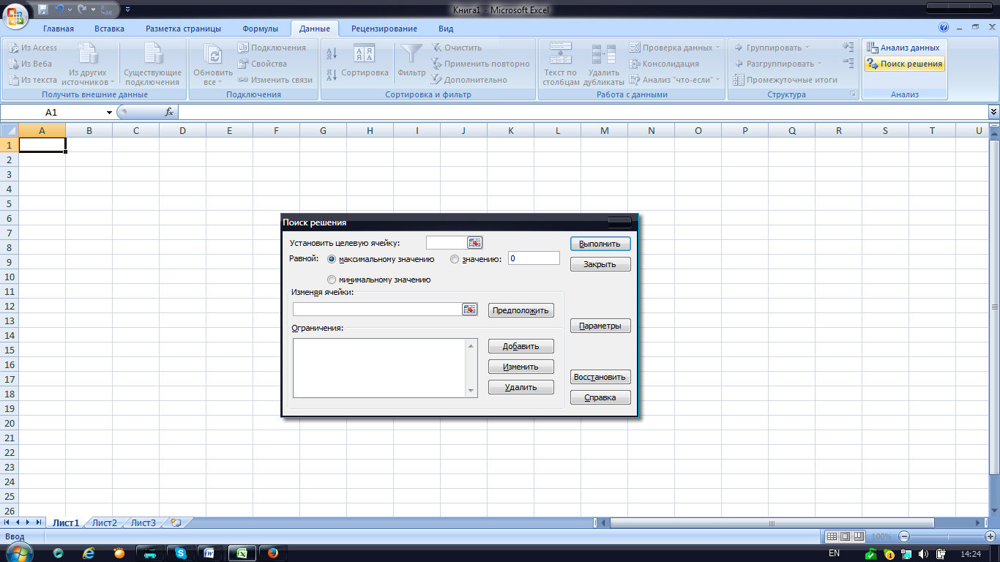 Книга1 - Microsoft Excel
Главная Вставка Разметка страницы Формулы Данные Рецензирование Вид
Из Access
Из Веба
Из текста
Из других источников
Существующие подключения
Получить внешние данные
Обновить все
Подключения
Свойства
Изменить связи
Подключения
Сортировка
Фильтр
Очистить
Применить повторно
Дополнительно
Сортировка и фильтр
Текст по столбцам
Удалить дубликаты
Проверка данных
Консолидация
Анализ "что-если"
Работа с данными
Группировать
Разгруппировать
Промежуточные итоги
Структура
Анализ данных
Поиск решения
Анализ
A1 fx
A B C D E F G H I J K L M N O P Q R S T U
1
2
3
4
5
6
7
8
9
10
11
12
13
14
15
16
17
18
19
20
21
22
23
24
25
26
Поиск решения
Установить целевую ячейку:
Выполнить
Равной: максимальному значению значению: 0
Закрыть
минимальному значению
Изменяя ячейки:
Предположить
Параметры
Ограничения:
Добавить
Изменить
Удалить
Восстановить
Справка
Лист1 Лист2 Лист3
Ввод 100%
EN 14:24